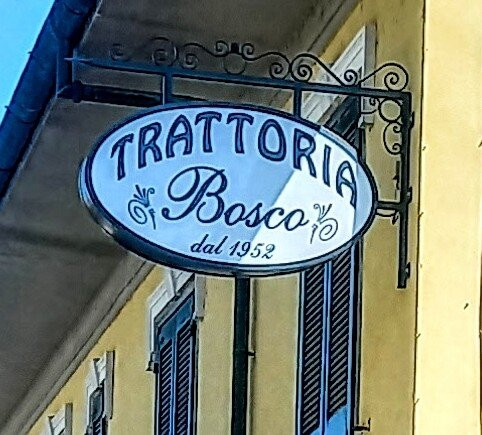 TRATTORIA
Bosco
dal 1952